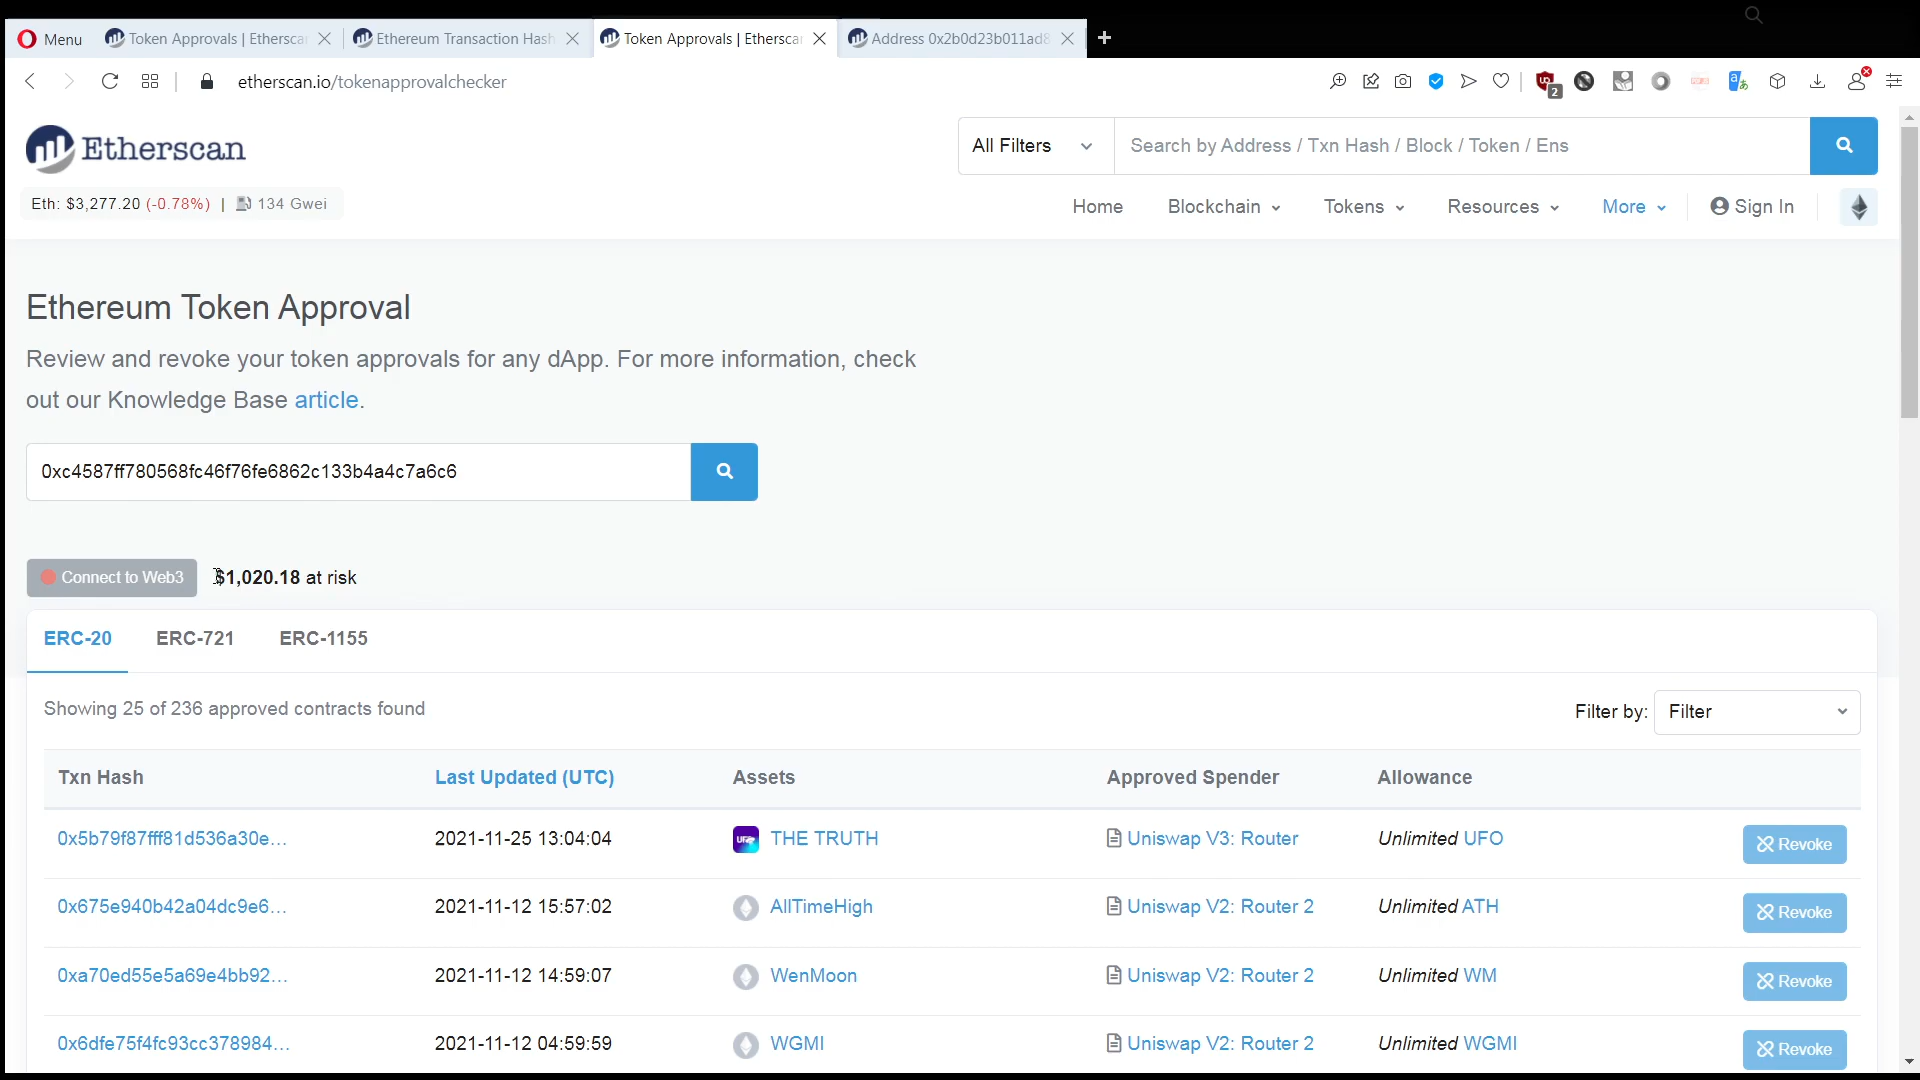 Menu
Token Approvals | Ethersca
Ethereum Transaction Hash
Token Approvals | Ethersca
Address 0x2b0d23b011ad8
etherscan.io/tokenapprovalchecker
2
Etherscan
All Filters
Search by Address / Txn Hash / Block / Token / Ens
Eth: $3,277.20 (-0.78%) | 134 Gwei
Home Blockchain Tokens Resources More Sign In
Ethereum Token Approval
Review and revoke your token approvals for any dApp. For more information, check
out our Knowledge Base article.
0xc4587ff780568fc46f76fe6862c133b4a4c7a6c6
Connect to Web3 $1,020.18 at risk
ERC-20 ERC-721 ERC-1155
Showing 25 of 236 approved contracts found
Filter by: Filter
Txn Hash Last Updated (UTC) Assets Approved Spender Allowance
0x5b79f87fff81d536a30e... 2021-11-25 13:04:04 UFO THE TRUTH Uniswap V3: Router Unlimited UFO Revoke
0x675e940b42a04dc9e6... 2021-11-12 15:57:02 AllTimeHigh Uniswap V2: Router 2 Unlimited ATH Revoke
0xa70ed55e5a69e4bb92... 2021-11-12 14:59:07 WenMoon Uniswap V2: Router 2 Unlimited WM Revoke
0x6dfe75f4fc93cc378984... 2021-11-12 04:59:59 WGMI Uniswap V2: Router 2 Unlimited WGMI Revoke